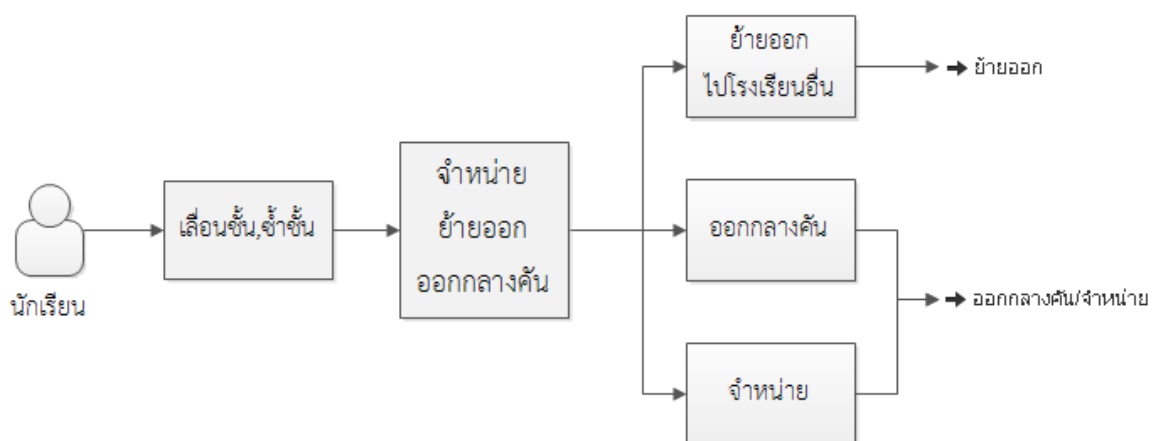 นักเรียน
เลื่อนชั้น,ซ้ำชั้น
จำหน่าย
ย้ายออก
ออกกลางคัน
ย้ายออก
ไปโรงเรียนอื่น
➔ ย้ายออก
ออกกลางคัน
จำหน่าย
➔ ออกกลางคัน/จำหน่าย